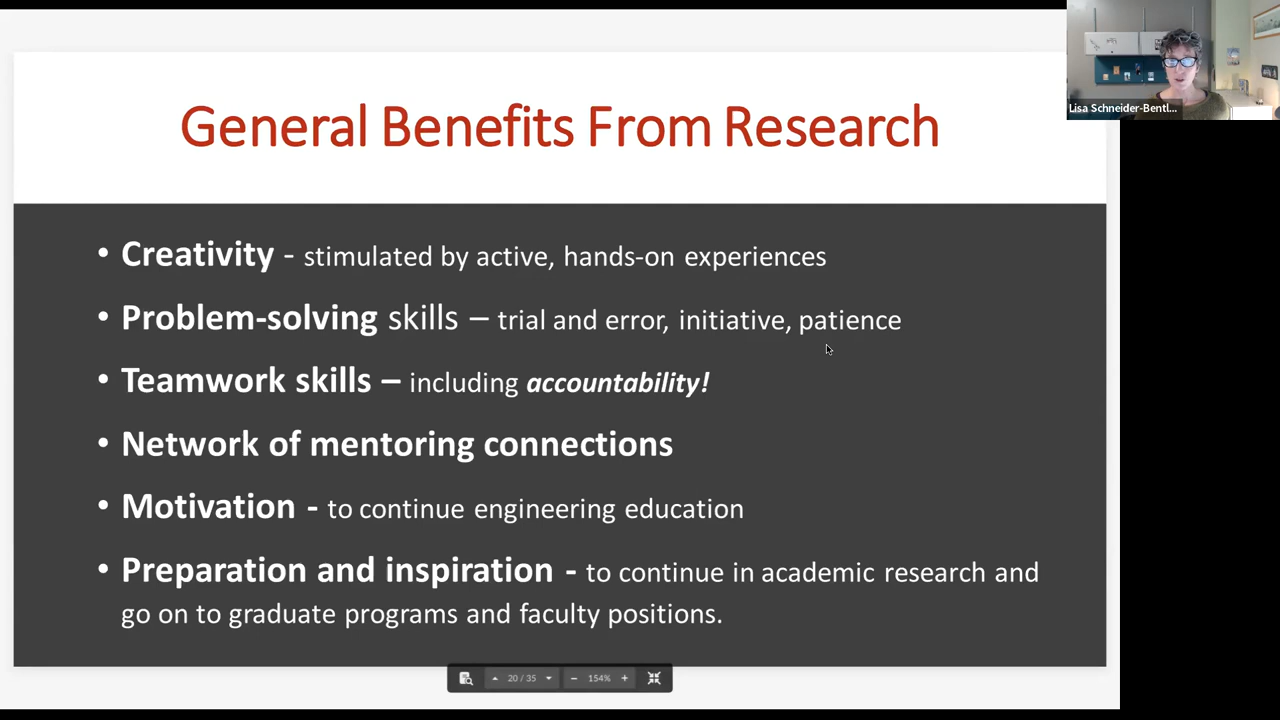 General Benefits From Research
Lisa Schneider-Bentl...
• Creativity - stimulated by active, hands-on experiences
• Problem-solving skills – trial and error, initiative, patience
• Teamwork skills – including accountability!
• Network of mentoring connections
• Motivation - to continue engineering education
• Preparation and inspiration - to continue in academic research and
go on to graduate programs and faculty positions.
20 / 35
154%